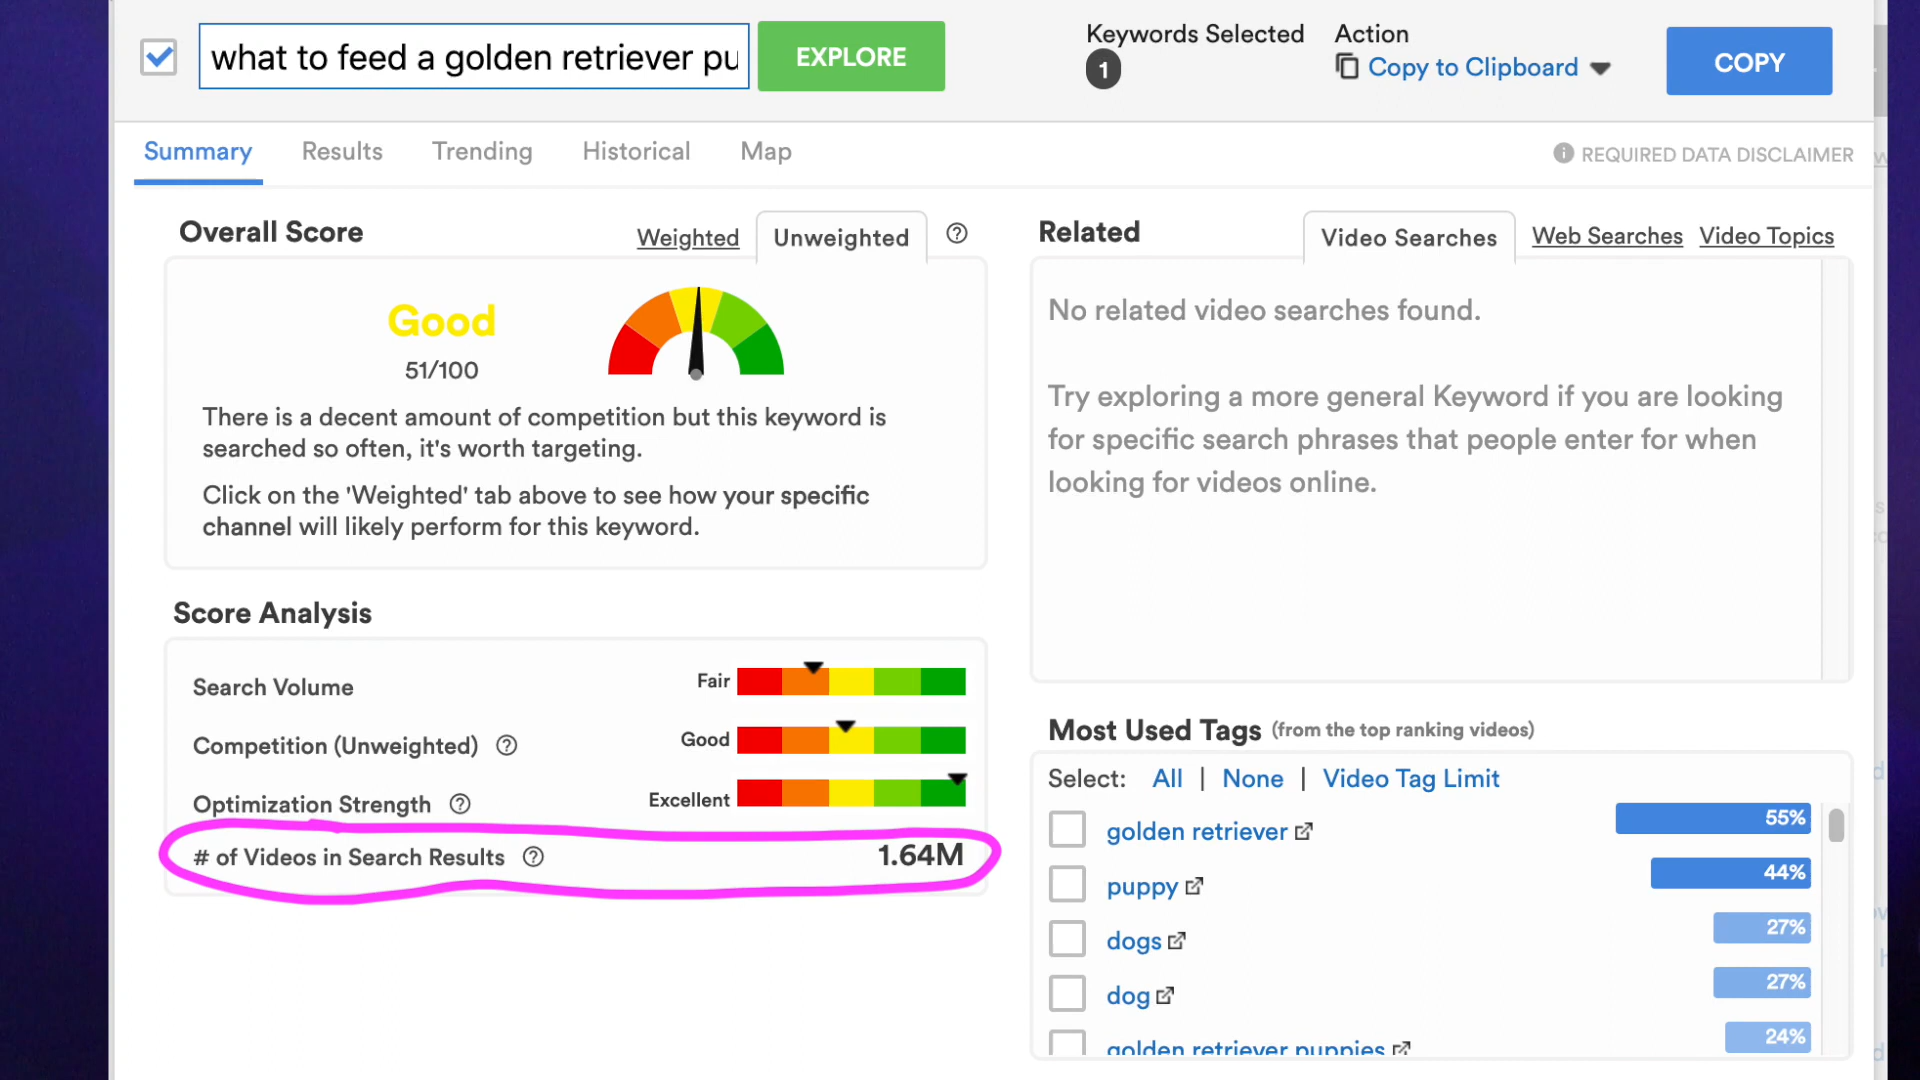 what to feed a golden retriever pu
EXPLORE
Keywords Selected
1
Action
Copy to Clipboard
COPY
Summary
Results
Trending
Historical
Map
REQUIRED DATA DISCLAIMER
Overall Score
Weighted
Unweighted
Good
51/100
There is a decent amount of competition but this keyword is
searched so often, it's worth targeting.
Click on the 'Weighted' tab above to see how your specific
channel will likely perform for this keyword.
Score Analysis
Search Volume
Fair
Competition (Unweighted)
Good
Optimization Strength
Excellent
# of Videos in Search Results
1.64M
Related
Video Searches
Web Searches
Video Topics
No related video searches found.
Try exploring a more general Keyword if you are looking
for specific search phrases that people enter for when
looking for videos online.
Most Used Tags (from the top ranking videos)
Select: All | None | Video Tag Limit
golden retriever 55%
puppy 44%
dogs 27%
dog 27%
golden retriever puppies 24%